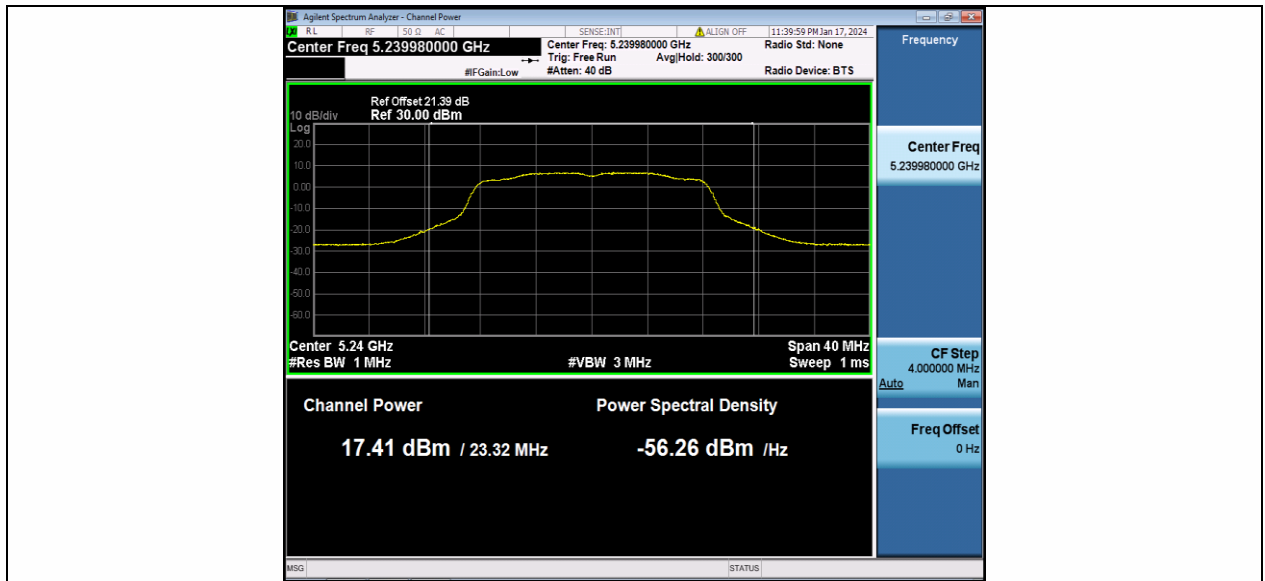 Agilent Spectrum Analyzer - Channel Power
RL RF 50 Ω AC SENSE:INT ALIGN OFF 11:39:59 PM Jan 17, 2024
Center Freq 5.239980000 GHz
Center Freq: 5.239980000 GHz
Radio Std: None
Trig: Free Run
Avg|Hold: 300/300
#IFGain:Low
#Atten: 40 dB
Radio Device: BTS
Ref Offset 21.39 dB
10 dB/div
Ref 30.00 dBm
Log
20.0
10.0
0.00
-10.0
-20.0
-30.0
-40.0
-50.0
-60.0
Center 5.24 GHz
Span 40 MHz
#Res BW 1 MHz
#VBW 3 MHz
Sweep 1 ms
Channel Power
Power Spectral Density
17.41 dBm / 23.32 MHz
-56.26 dBm /Hz
MSG
STATUS
Frequency
Center Freq
5.239980000 GHz
CF Step
4.000000 MHz
Auto Man
Freq Offset
0 Hz